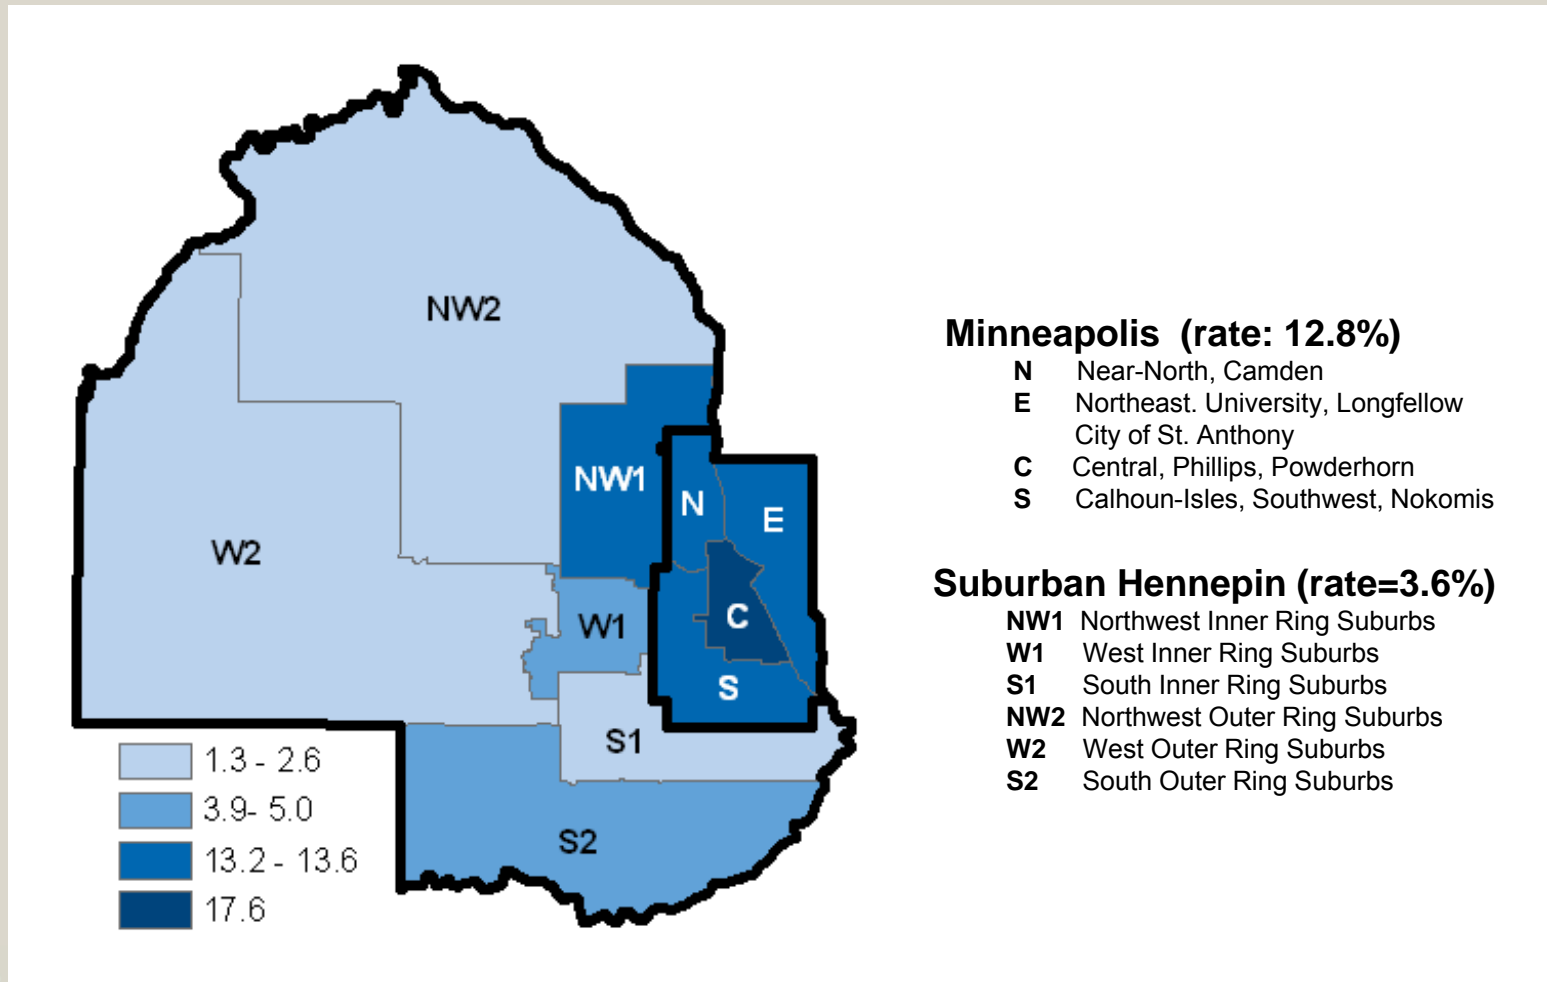 NW2
NW1
N
E
W2
W1
C
S
S1
S2
1.3 - 2.6
3.9- 5.0
13.2 - 13.6
17.6
Minneapolis (rate: 12.8%)
N Near-North, Camden
E Northeast. University, Longfellow
City of St. Anthony
C Central, Phillips, Powderhorn
S Calhoun-Isles, Southwest, Nokomis
Suburban Hennepin (rate=3.6%)
NW1 Northwest Inner Ring Suburbs
W1 West Inner Ring Suburbs
S1 South Inner Ring Suburbs
NW2 Northwest Outer Ring Suburbs
W2 West Outer Ring Suburbs
S2 South Outer Ring Suburbs